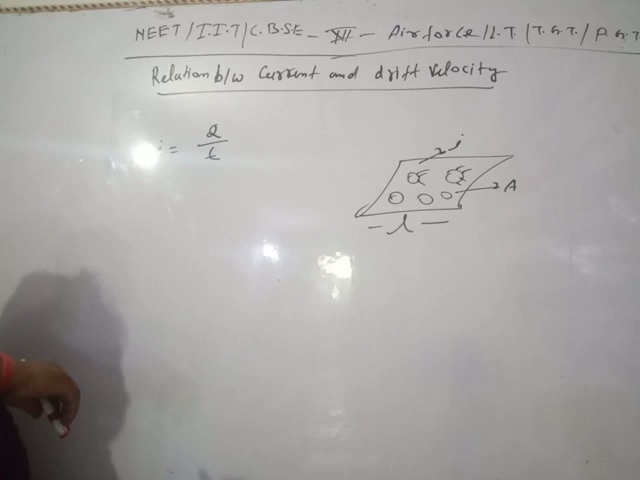 NEET / I.I.T / C.B.S.E - XII - Airforce / L.T. / T.G.T. / P.G.T
Relation b/w Current and drift velocity
i = Q / t
i
A
- l -